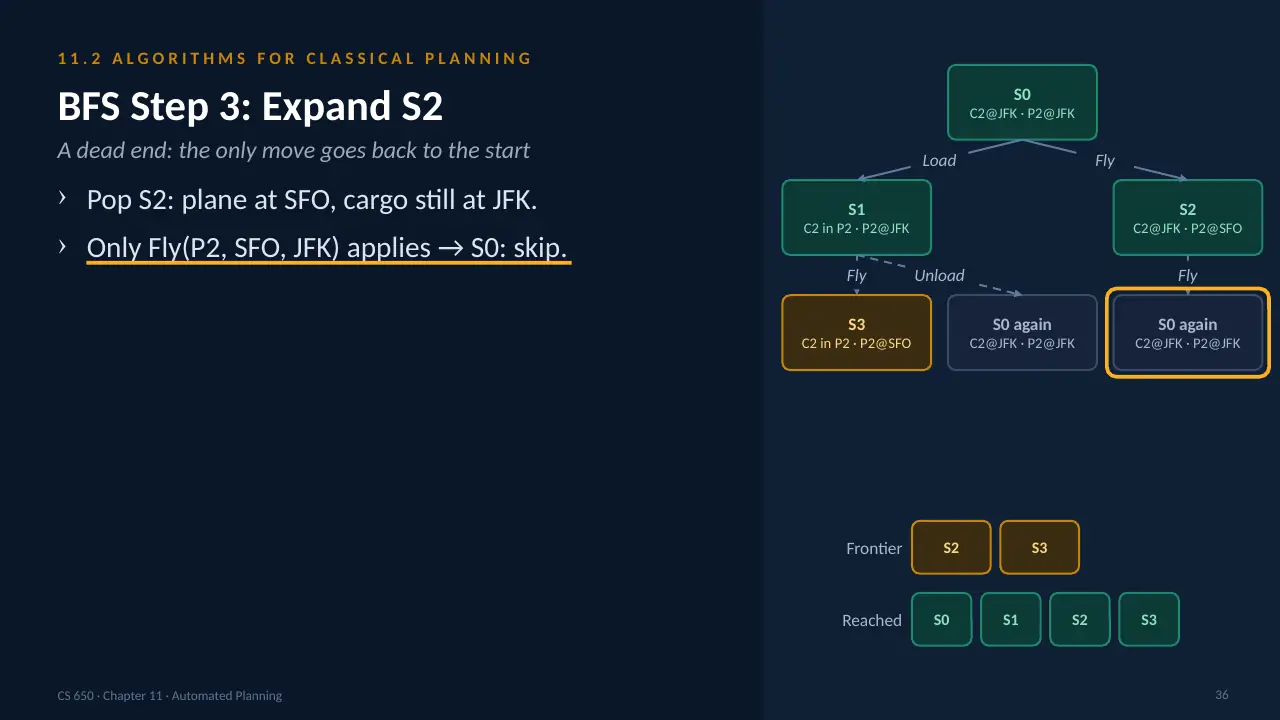 11.2 ALGORITHMS FOR CLASSICAL PLANNING
BFS Step 3: Expand S2
A dead end: the only move goes back to the start
› Pop S2: plane at SFO, cargo still at JFK.
› Only Fly(P2, SFO, JFK) applies → S0: skip.
S0
C2@JFK · P2@JFK
Load
Fly
S1
C2 in P2 · P2@JFK
S2
C2@JFK · P2@SFO
Fly
Unload
Fly
S3
C2 in P2 · P2@SFO
S0 again
C2@JFK · P2@JFK
S0 again
C2@JFK · P2@JFK
Frontier S2 S3
Reached S0 S1 S2 S3
CS 650 · Chapter 11 · Automated Planning
36